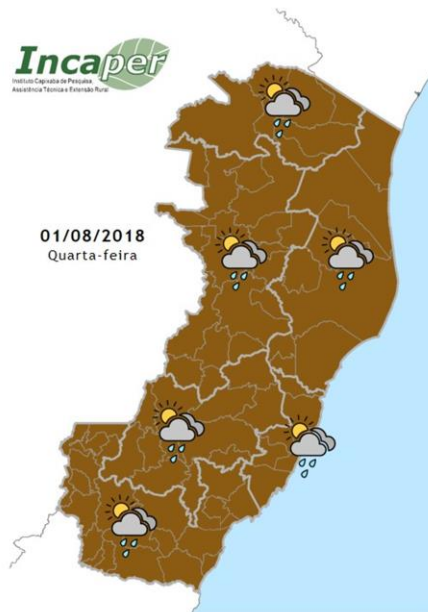 Incaper
Instituto Capixaba de Pesquisa,
Assistência Técnica e Extensão Rural
01/08/2018
Quarta-feira